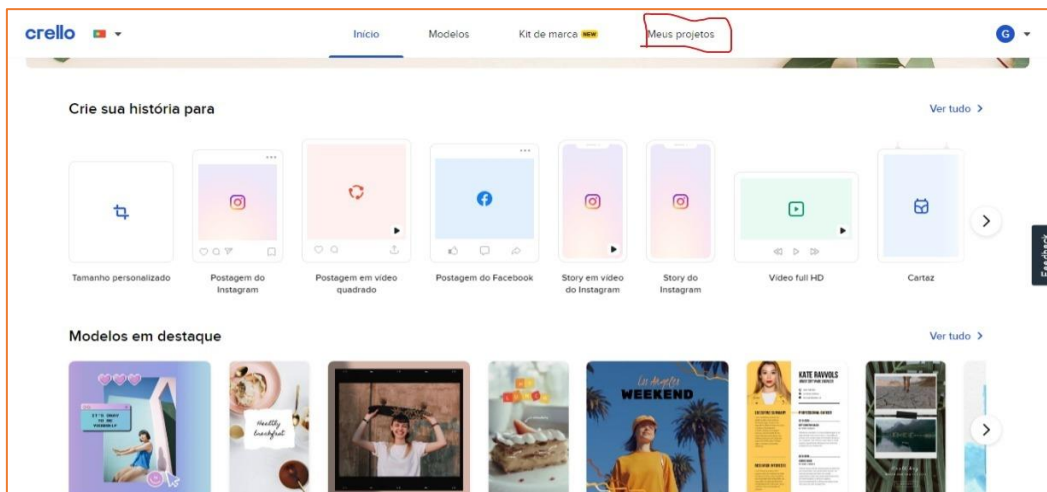 crello
Início
Modelos
Kit de marca NEW
Meus projetos
G
Crie sua história para
Ver tudo
Tamanho personalizado
Postagem do
Instagram
Postagem em vídeo
quadrado
Postagem do Facebook
Story em vídeo
do Instagram
Story do
Instagram
Vídeo full HD
Cartaz
Feedback
Modelos em destaque
Ver tudo
IT'S OKAY
TO BE
YOURSELF
Healthy
breakfast
Los Angeles
WEEKEND
KATE RAVVOLS